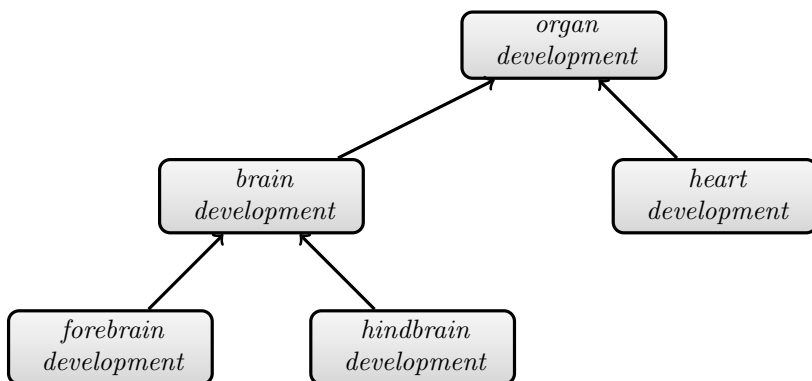 organ
development
brain
development
heart
development
forebrain
development
hindbrain
development